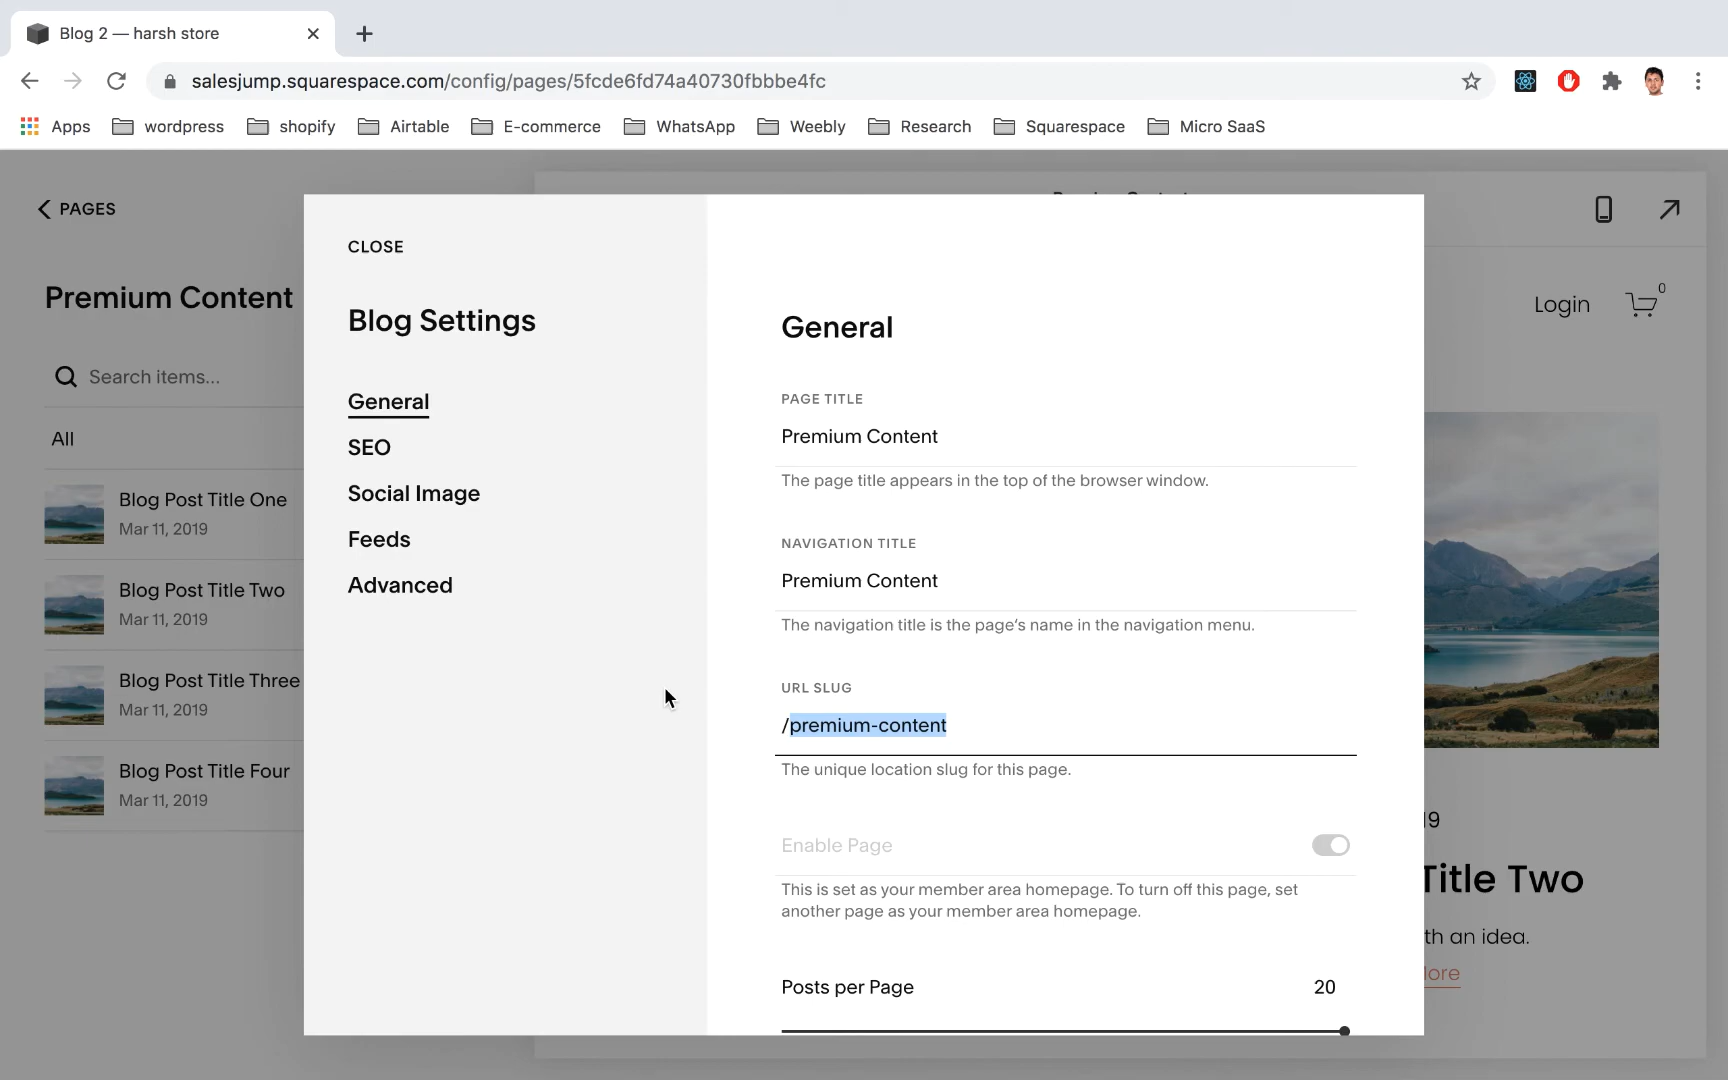 Blog 2 — harsh store
salesjump.squarespace.com/config/pages/5fcde6fd74a40730fbbbe4fc
Apps wordpress shopify Airtable E-commerce WhatsApp Weebly Research Squarespace Micro SaaS
PAGES
Premium Content
Search items...
All
Blog Post Title One
Mar 11, 2019
Blog Post Title Two
Mar 11, 2019
Blog Post Title Three
Mar 11, 2019
Blog Post Title Four
Mar 11, 2019
CLOSE
Blog Settings
General
SEO
Social Image
Feeds
Advanced
General
PAGE TITLE
Premium Content
The page title appears in the top of the browser window.
NAVIGATION TITLE
Premium Content
The navigation title is the page's name in the navigation menu.
URL SLUG
/premium-content
The unique location slug for this page.
Enable Page
This is set as your member area homepage. To turn off this page, set
another page as your member area homepage.
Posts per Page 20
Login 0
19
Title Two
th an idea.
lore